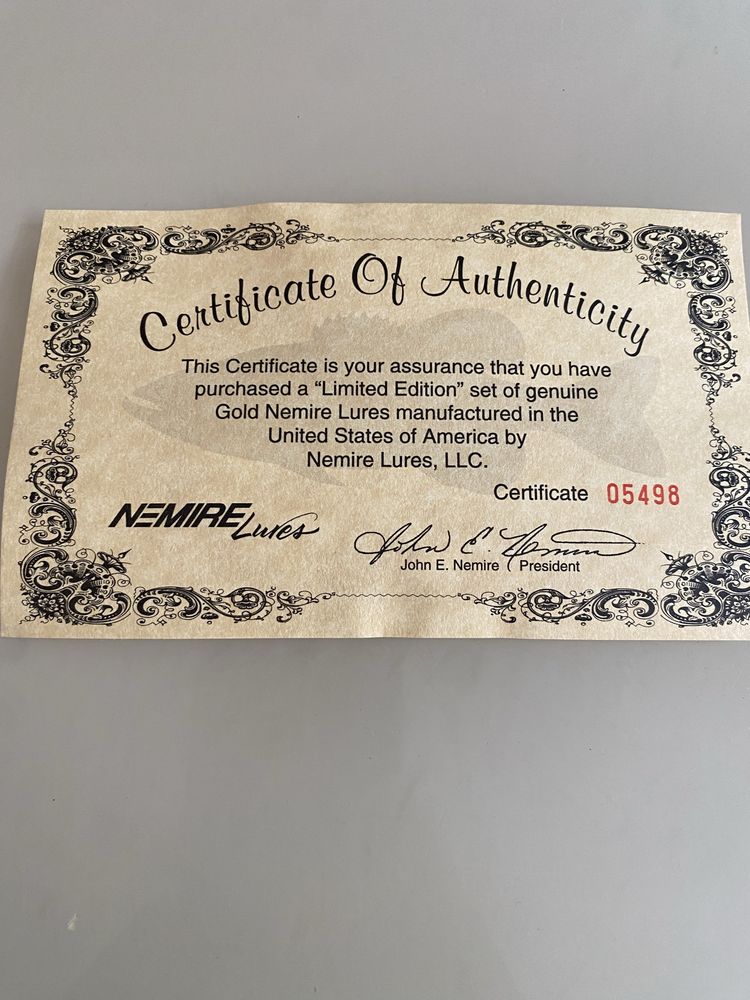 Certificate Of Authenticity
This Certificate is your assurance that you have
purchased a “Limited Edition” set of genuine
Gold Nemire Lures manufactured in the
United States of America by
Nemire Lures, LLC.
Certificate 05498
NEMIRE Lures
John E. Nemire
John E. Nemire President